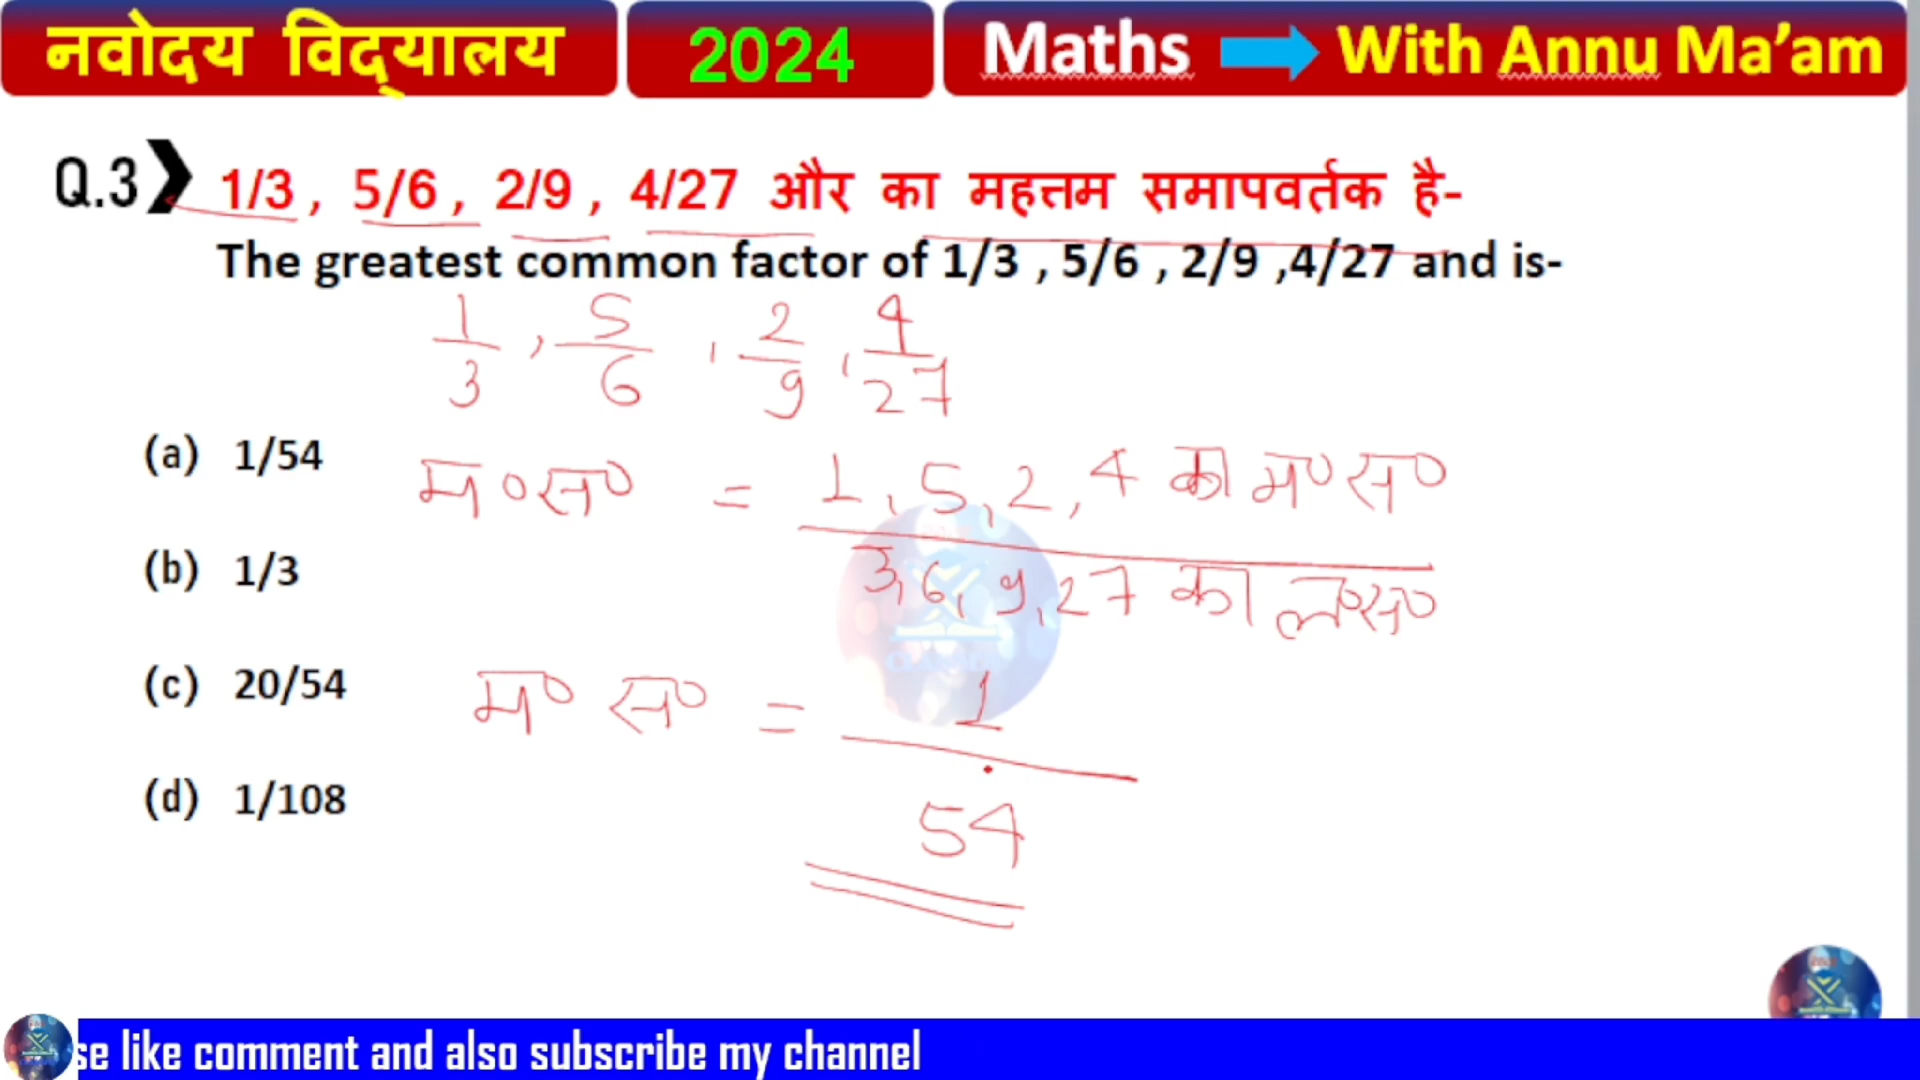 नवोदय विद्यालय 2024 Maths With Annu Ma’am
Q.3 1/3 , 5/6 , 2/9 , 4/27 और का महत्तम समापवर्तक है-
The greatest common factor of 1/3 , 5/6 , 2/9 ,4/27 and is-
1/3 , 5/6 , 2/9 , 4/27
(a) 1/54
म०स० = 1, 5, 2, 4 का म० स०
(b) 1/3
3, 6, 9, 27 का ल०स०
(c) 20/54
म० स० = 1
(d) 1/108
54
se like comment and also subscribe my channel